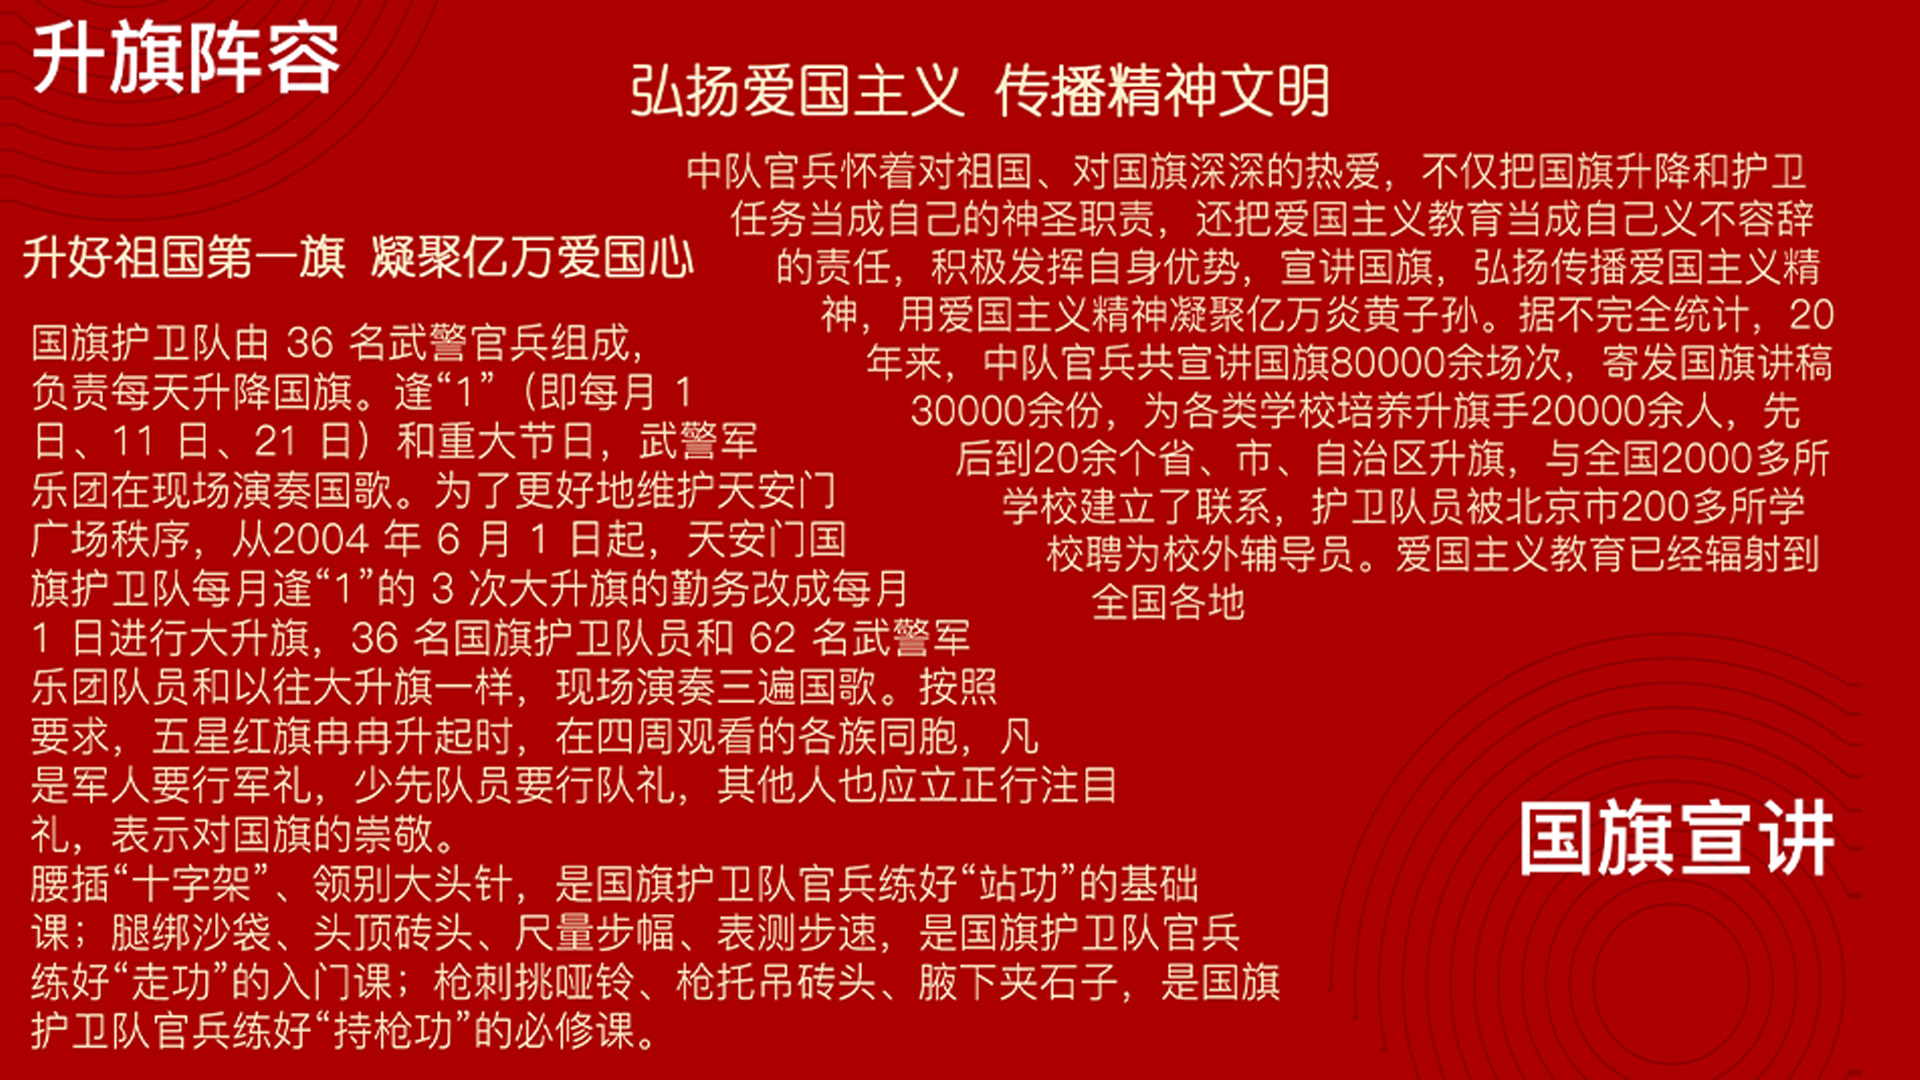 升旗阵容
升好祖国第一旗 凝聚亿万爱国心
国旗护卫队由 36 名武警官兵组成，
负责每天升降国旗。逢“1”（即每月 1
日、11 日、21 日）和重大节日，武警军
乐团在现场演奏国歌。为了更好地维护天安门
广场秩序，从2004 年 6 月 1 日起，天安门国
旗护卫队每月逢“1”的 3 次大升旗的勤务改成每月
1 日进行大升旗，36 名国旗护卫队员和 62 名武警军
乐团队员和以往大升旗一样，现场演奏三遍国歌。按照
要求，五星红旗冉冉升起时，在四周观看的各族同胞，凡
是军人要行军礼，少先队员要行队礼，其他人也应立正行注目
礼，表示对国旗的崇敬。
腰插“十字架”、领别大头针，是国旗护卫队官兵练好“站功”的基础
课；腿绑沙袋、头顶砖头、尺量步幅、表测步速，是国旗护卫队官兵
练好“走功”的入门课；枪刺挑哑铃、枪托吊砖头、腋下夹石子，是国旗
护卫队官兵练好“持枪功”的必修课。
弘扬爱国主义 传播精神文明
中队官兵怀着对祖国、对国旗深深的热爱，不仅把国旗升降和护卫
任务当成自己的神圣职责，还把爱国主义教育当成自己义不容辞
的责任，积极发挥自身优势，宣讲国旗，弘扬传播爱国主义精
神，用爱国主义精神凝聚亿万炎黄子孙。据不完全统计，20
年来，中队官兵共宣讲国旗80000余场次，寄发国旗讲稿
30000余份，为各类学校培养升旗手20000余人，先
后到20余个省、市、自治区升旗，与全国2000多所
学校建立了联系，护卫队员被北京市200多所学
校聘为校外辅导员。爱国主义教育已经辐射到
全国各地
国旗宣讲